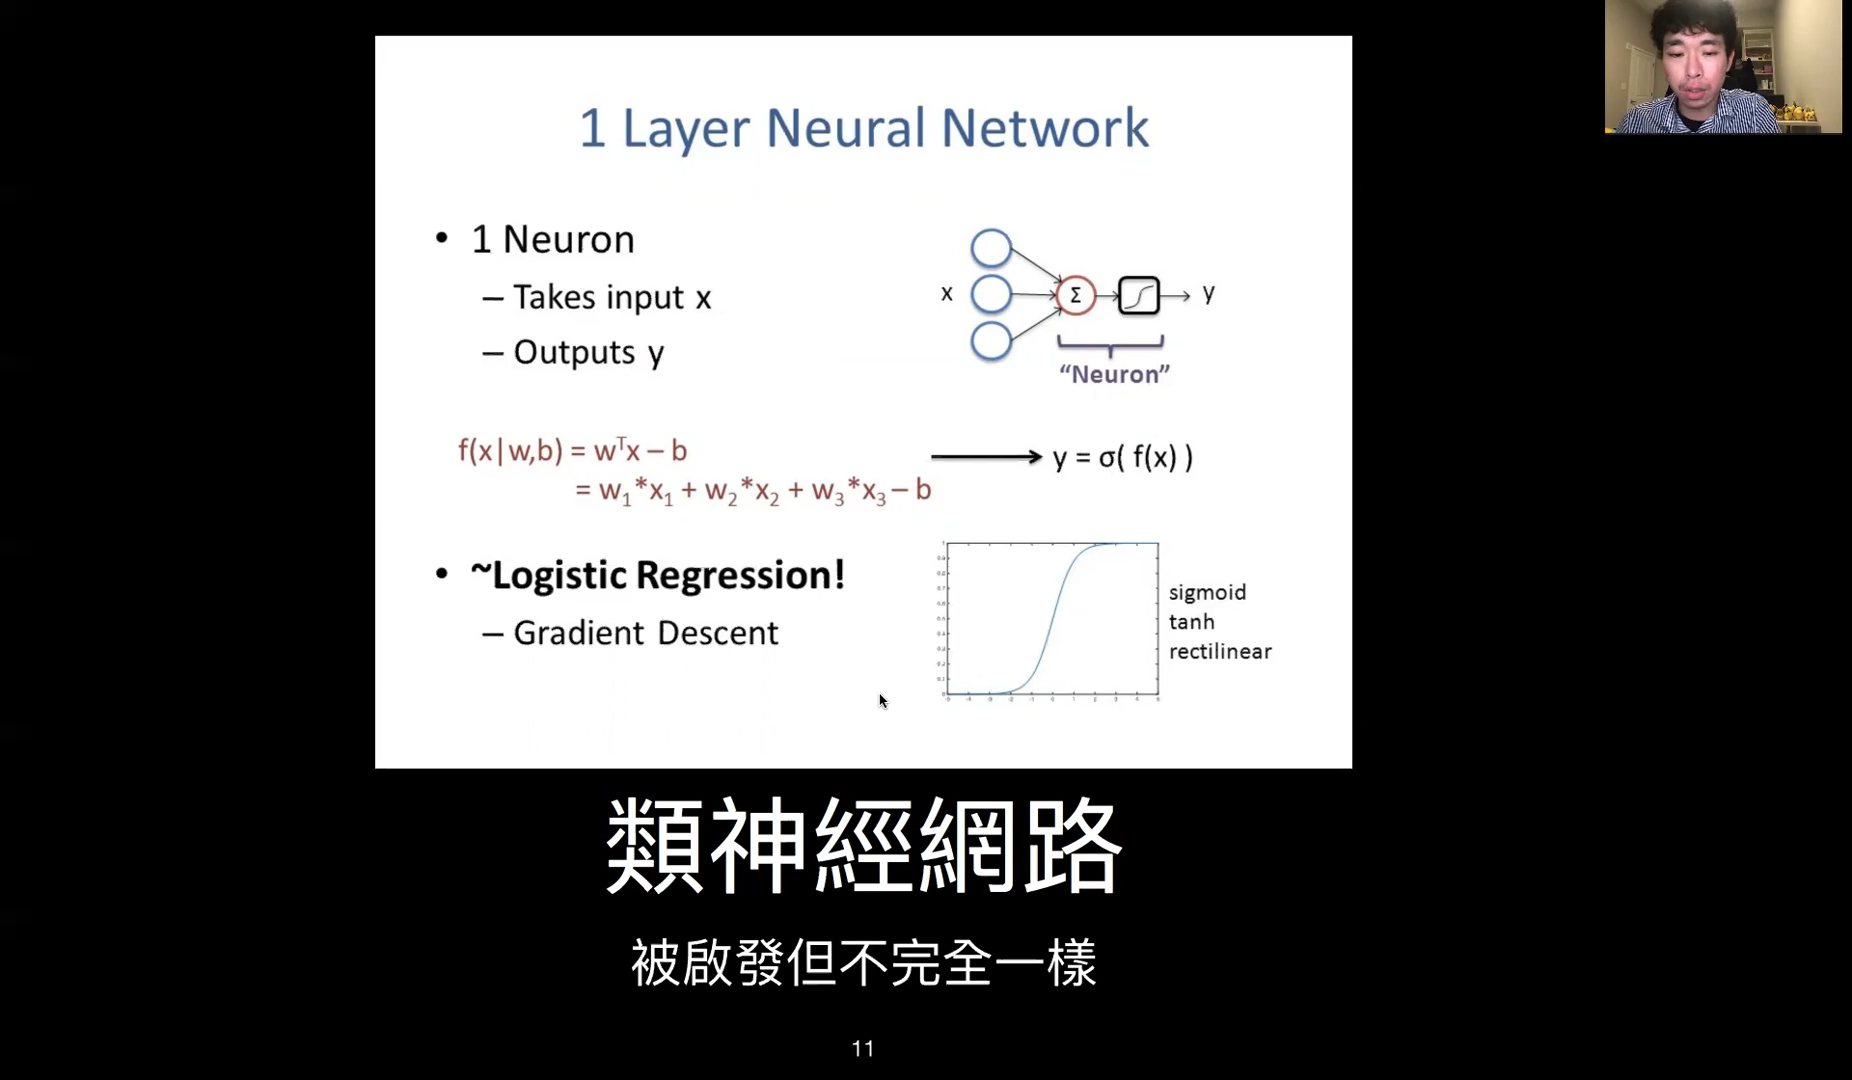 1 Layer Neural Network
• 1 Neuron
– Takes input x
– Outputs y
x
Σ
y
“Neuron”
f(x|w,b) = wᵀx – b
= w₁*x₁ + w₂*x₂ + w₃*x₃ – b
y = σ( f(x) )
• ~Logistic Regression!
– Gradient Descent
sigmoid
tanh
rectilinear
類神經網路
被啟發但不完全一樣
11